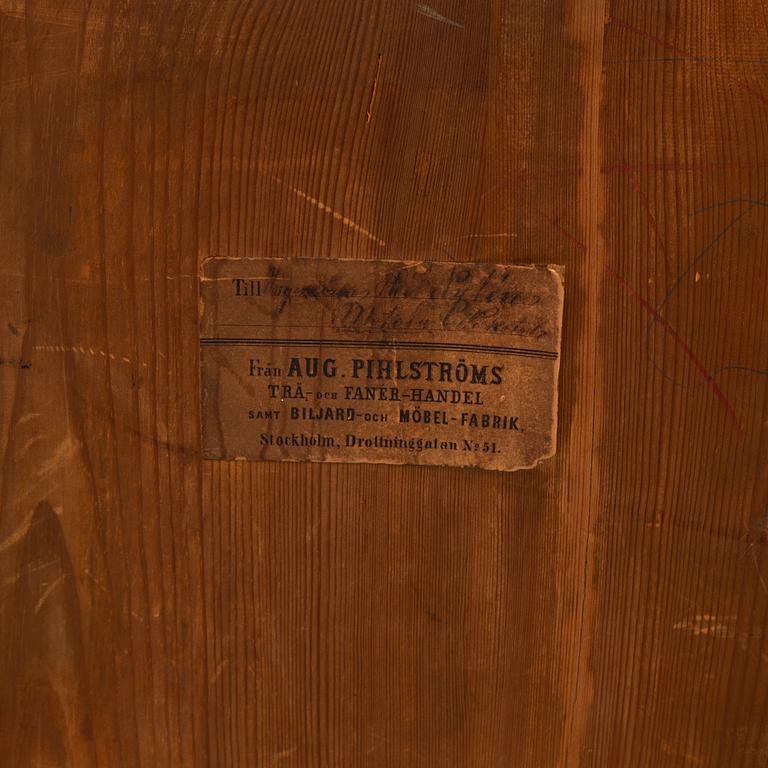 Till
Från AUG. PIHLSTRÖMS
TRÄ- och FANER-HANDEL
SAMT BILJARD- OCH MÖBEL-FABRIK,
Stockholm, Drottninggatan No 51.